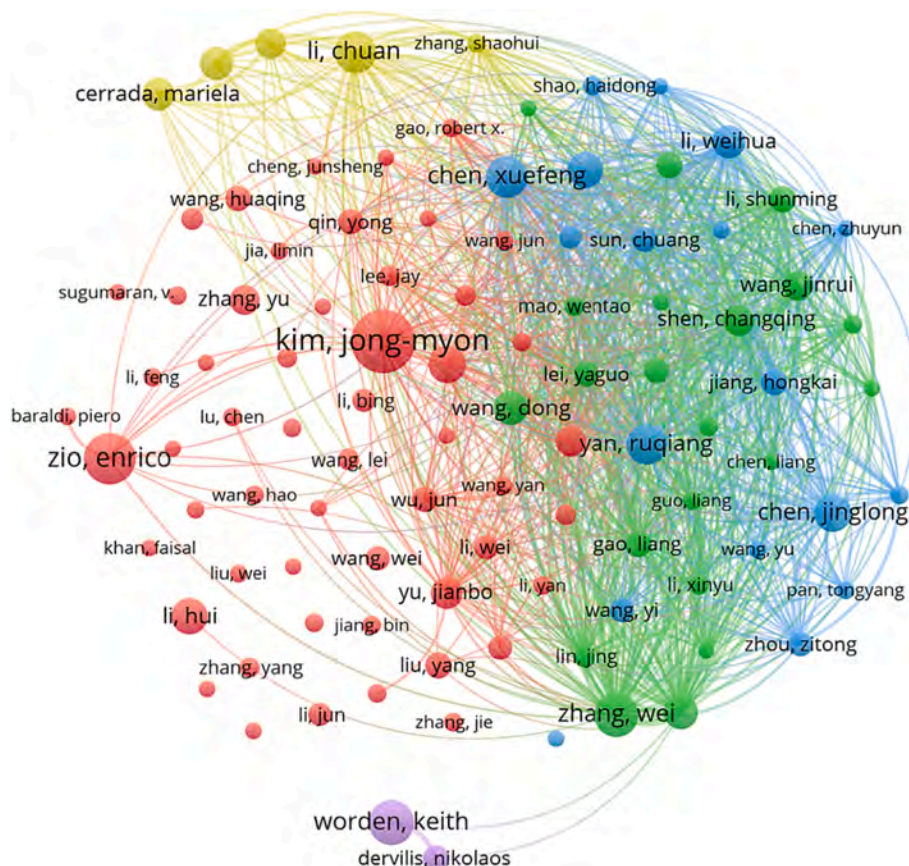 li, chuan
zhang, shaohui
cerrada, mariela
shao, haidong
gao, robert x.
li, weihua
cheng, junsheng
chen, xuefeng
wang, huaqing
li, shunming
qin, yong
chen, zhuyun
wang, jun
sun, chuang
jia, limin
lee, jay
wang, jinrui
sugumaran, v.
zhang, yu
mao, wentao
shen, changqing
kim, jong-myon
li, feng
lei, yaguo
jiang, hongkai
li, bing
wang, dong
baraldi, piero
lu, chen
yan, ruqiang
zio, enrico
wang, lei
chen, liang
wang, yan
wang, hao
wu, jun
guo, liang
chen, jinglong
khan, faisal
li, wei
gao, liang
wang, yu
wang, wei
liu, wei
li, yan
li, xinyu
pan, tongyang
yu, jianbo
li, hui
wang, yi
jiang, bin
zhou, zitong
lin, jing
zhang, yang
liu, yang
li, jun
zhang, jie
zhang, wei
worden, keith
dervilis, nikolaos